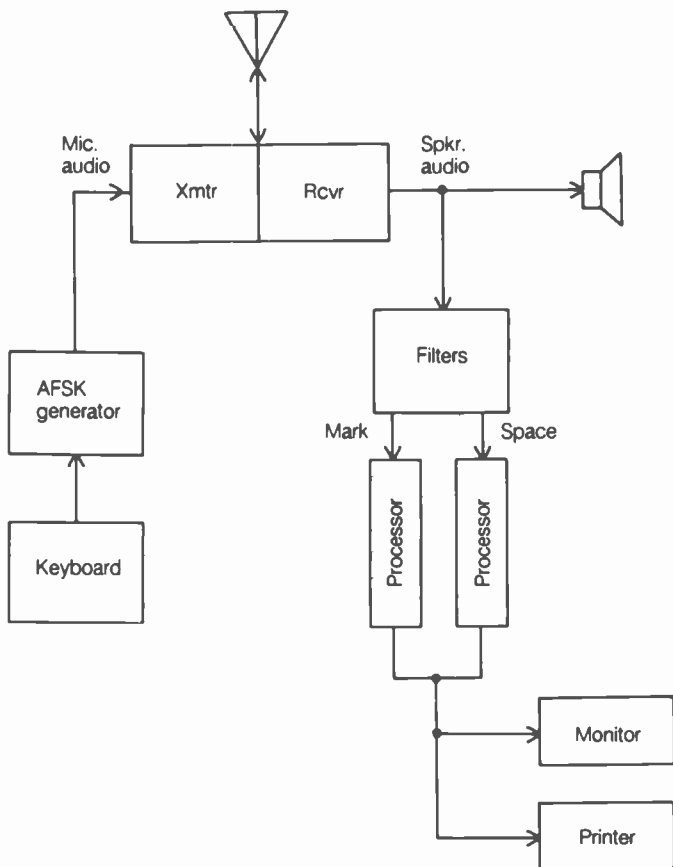 Mic.
audio
Xmtr
Rcvr
Spkr.
audio
AFSK
generator
Filters
Mark
Space
Keyboard
Processor
Processor
Monitor
Printer